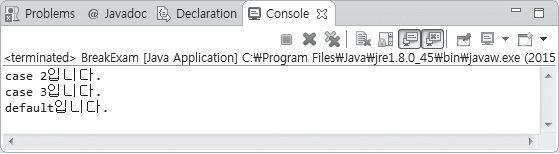 Problems @ Javadoc Declaration Console
<terminated> BreakExam [Java Application] C:₩Program Files₩Java₩jre1.8.0_45₩bin₩javaw.exe (2015
case 2입니다.
case 3입니다.
default입니다.